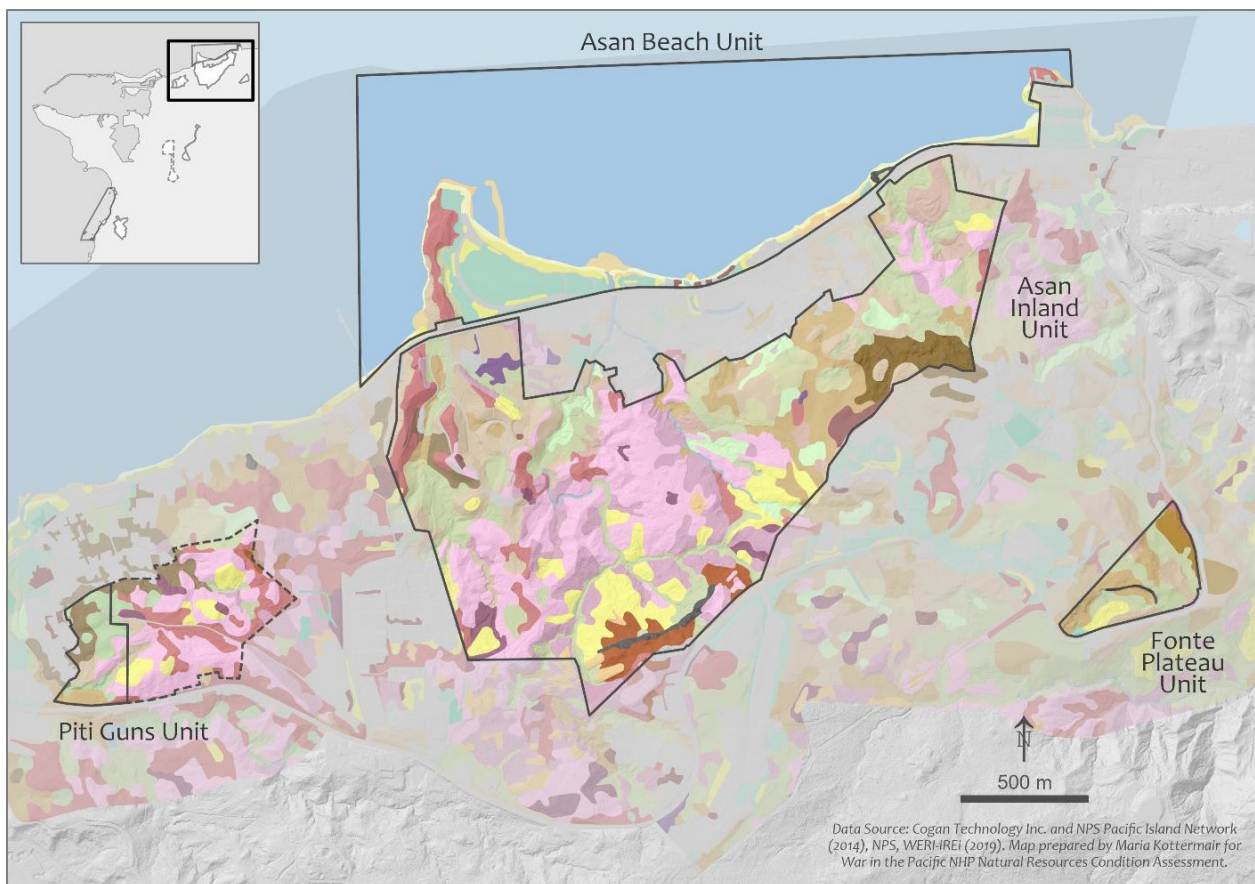 Asan Beach Unit
Asan
Inland
Unit
Fonte
Plateau
Unit
Piti Guns Unit
N
500 m
Data Source: Cogan Technology Inc. and NPS Pacific Island Network
(2014), NPS, WERI-IREi (2019). Map prepared by Maria Kottermair for
War in the Pacific NHP Natural Resources Condition Assessment.